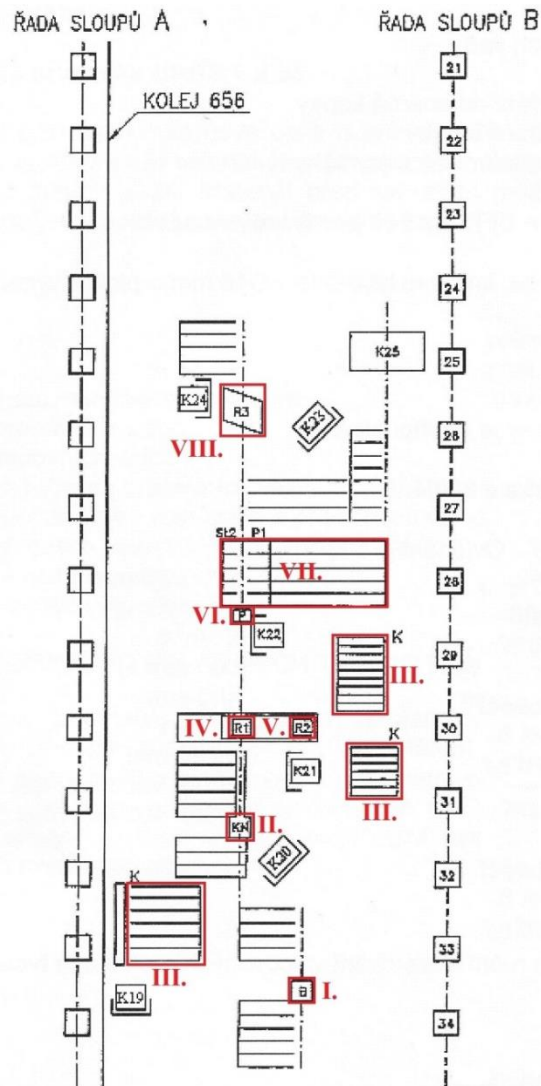 ŘADA SLOUPŮ A
ŘADA SLOUPŮ B
21
KOLEJ 656
22
23
24
K25
25
K24
R3
K23
VIII.
26
27
St2 P1
VII.
28
VI.
P
K22
K
29
III.
IV.
R1
V.
R2
30
K
K21
III.
31
KN
II.
K20
32
K
33
III.
B
I.
K19
34